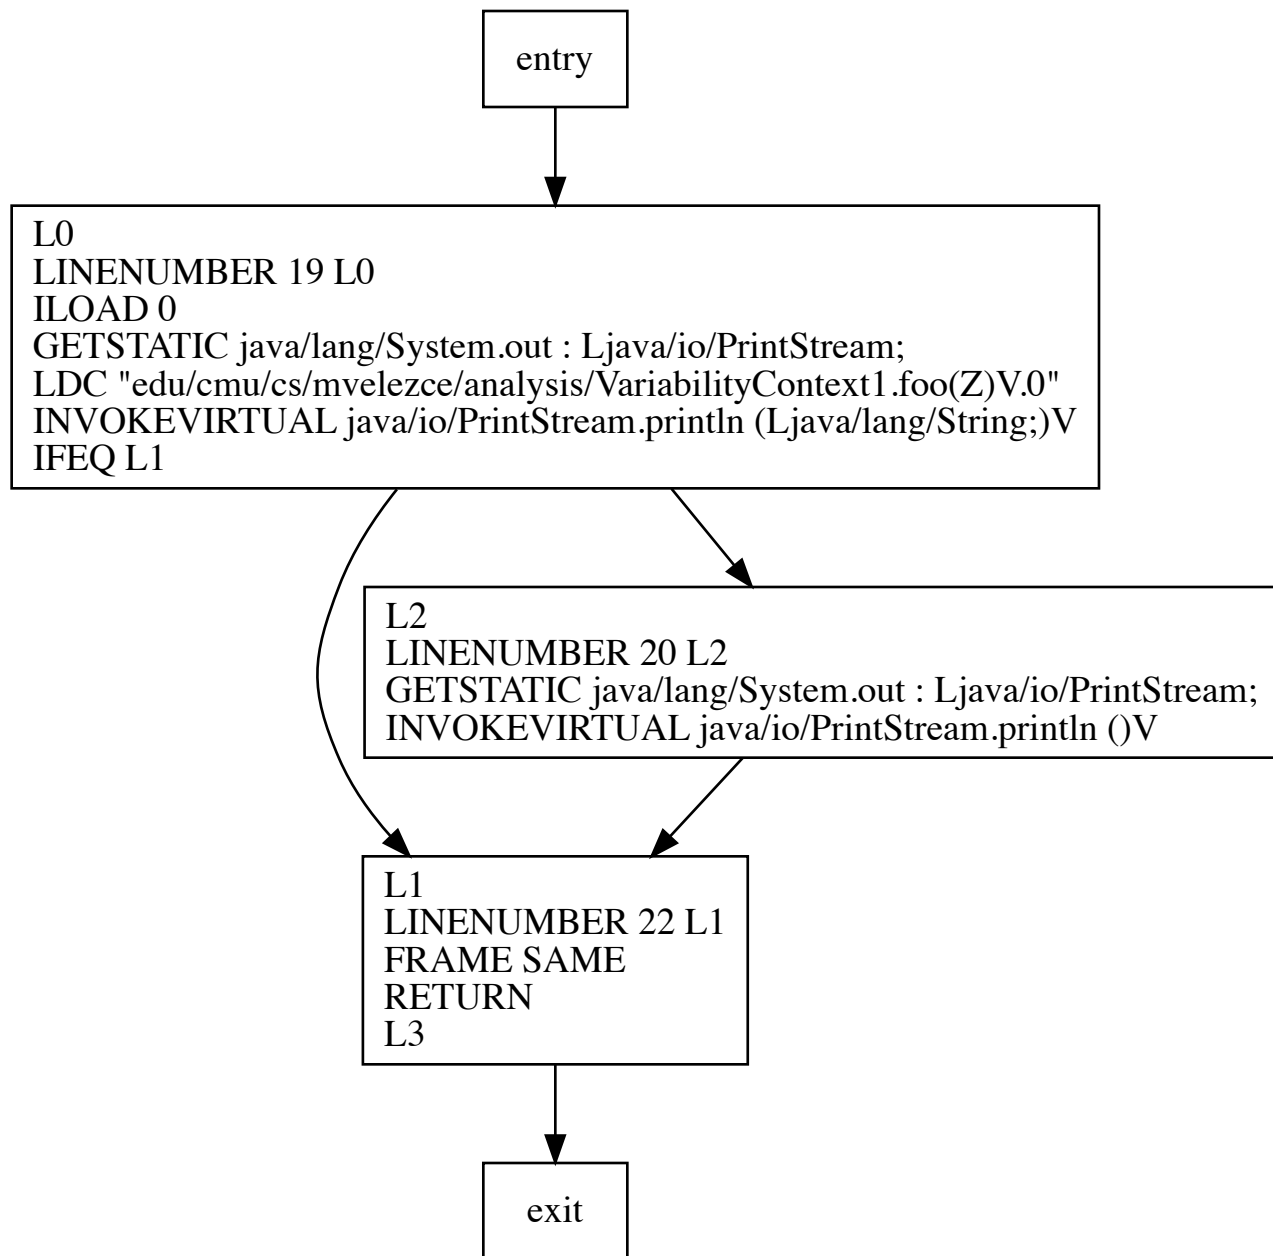 entry
L0
LINENUMBER 19 L0
ILOAD 0
GETSTATIC java/lang/System.out : Ljava/io/PrintStream;
LDC "edu/cmu/cs/mvelezce/analysis/VariabilityContext1.foo(Z)V.0"
INVOKEVIRTUAL java/io/PrintStream.println (Ljava/lang/String;)V
IFEQ L1
L2
LINENUMBER 20 L2
GETSTATIC java/lang/System.out : Ljava/io/PrintStream;
INVOKEVIRTUAL java/io/PrintStream.println ()V
L1
LINENUMBER 22 L1
FRAME SAME
RETURN
L3
exit